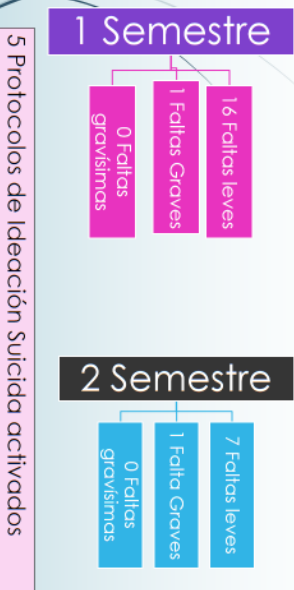 1 Semestre
16 Faltas leves
1 Faltas Graves
0 Faltas
gravísimas
2 Semestre
7 Faltas leves
1 Falta Graves
0 Faltas
gravísimas
5 Protocolos de Ideación Suicida activados